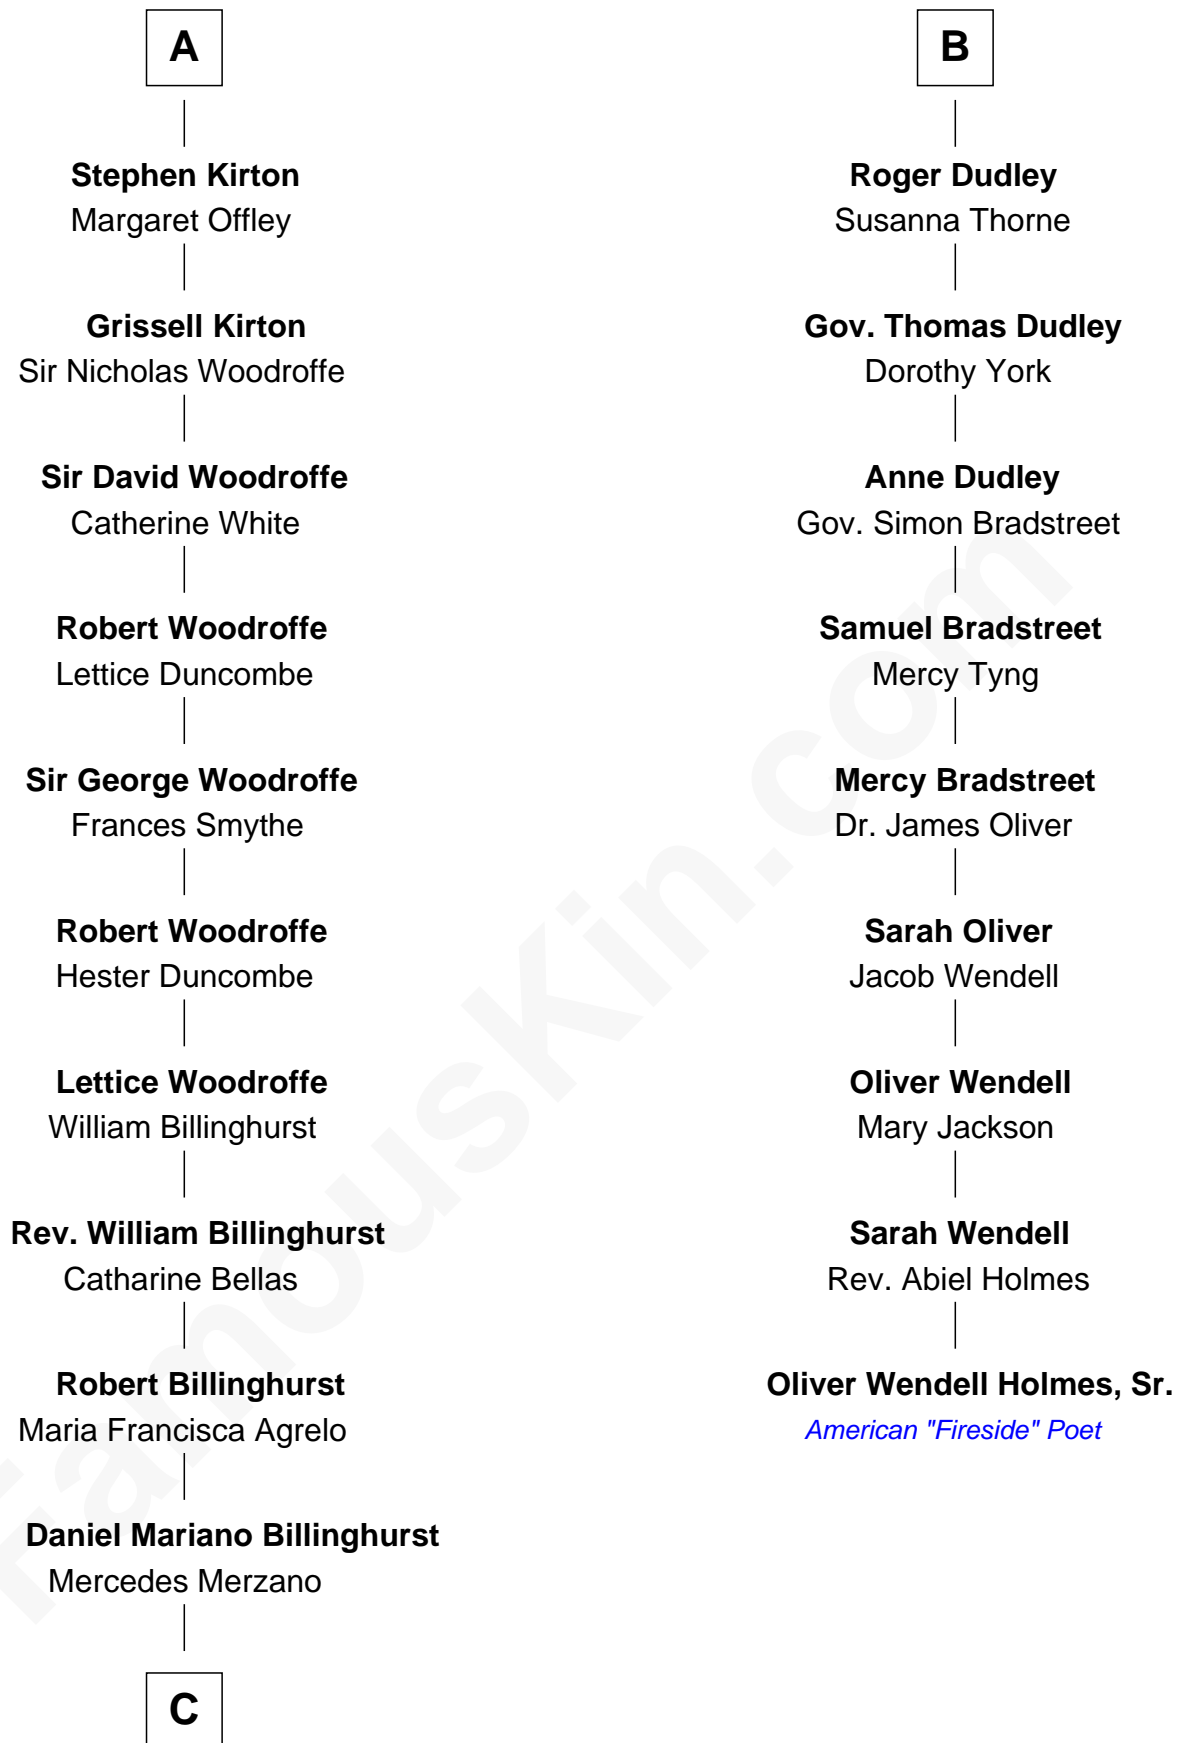 A
Stephen Kirton
Margaret Offley
Grissell Kirton
Sir Nicholas Woodroffe
Sir David Woodroffe
Catherine White
Robert Woodroffe
Lettice Duncombe
Sir George Woodroffe
Frances Smythe
Robert Woodroffe
Hester Duncombe
Lettice Woodroffe
William Billinghurst
Rev. William Billinghurst
Catharine Bellas
Robert Billinghurst
Maria Francisca Agrelo
Daniel Mariano Billinghurst
Mercedes Merzano
C
B
Roger Dudley
Susanna Thorne
Gov. Thomas Dudley
Dorothy York
Anne Dudley
Gov. Simon Bradstreet
Samuel Bradstreet
Mercy Tyng
Mercy Bradstreet
Dr. James Oliver
Sarah Oliver
Jacob Wendell
Oliver Wendell
Mary Jackson
Sarah Wendell
Rev. Abiel Holmes
Oliver Wendell Holmes, Sr.
American "Fireside" Poet
FamousKin.com